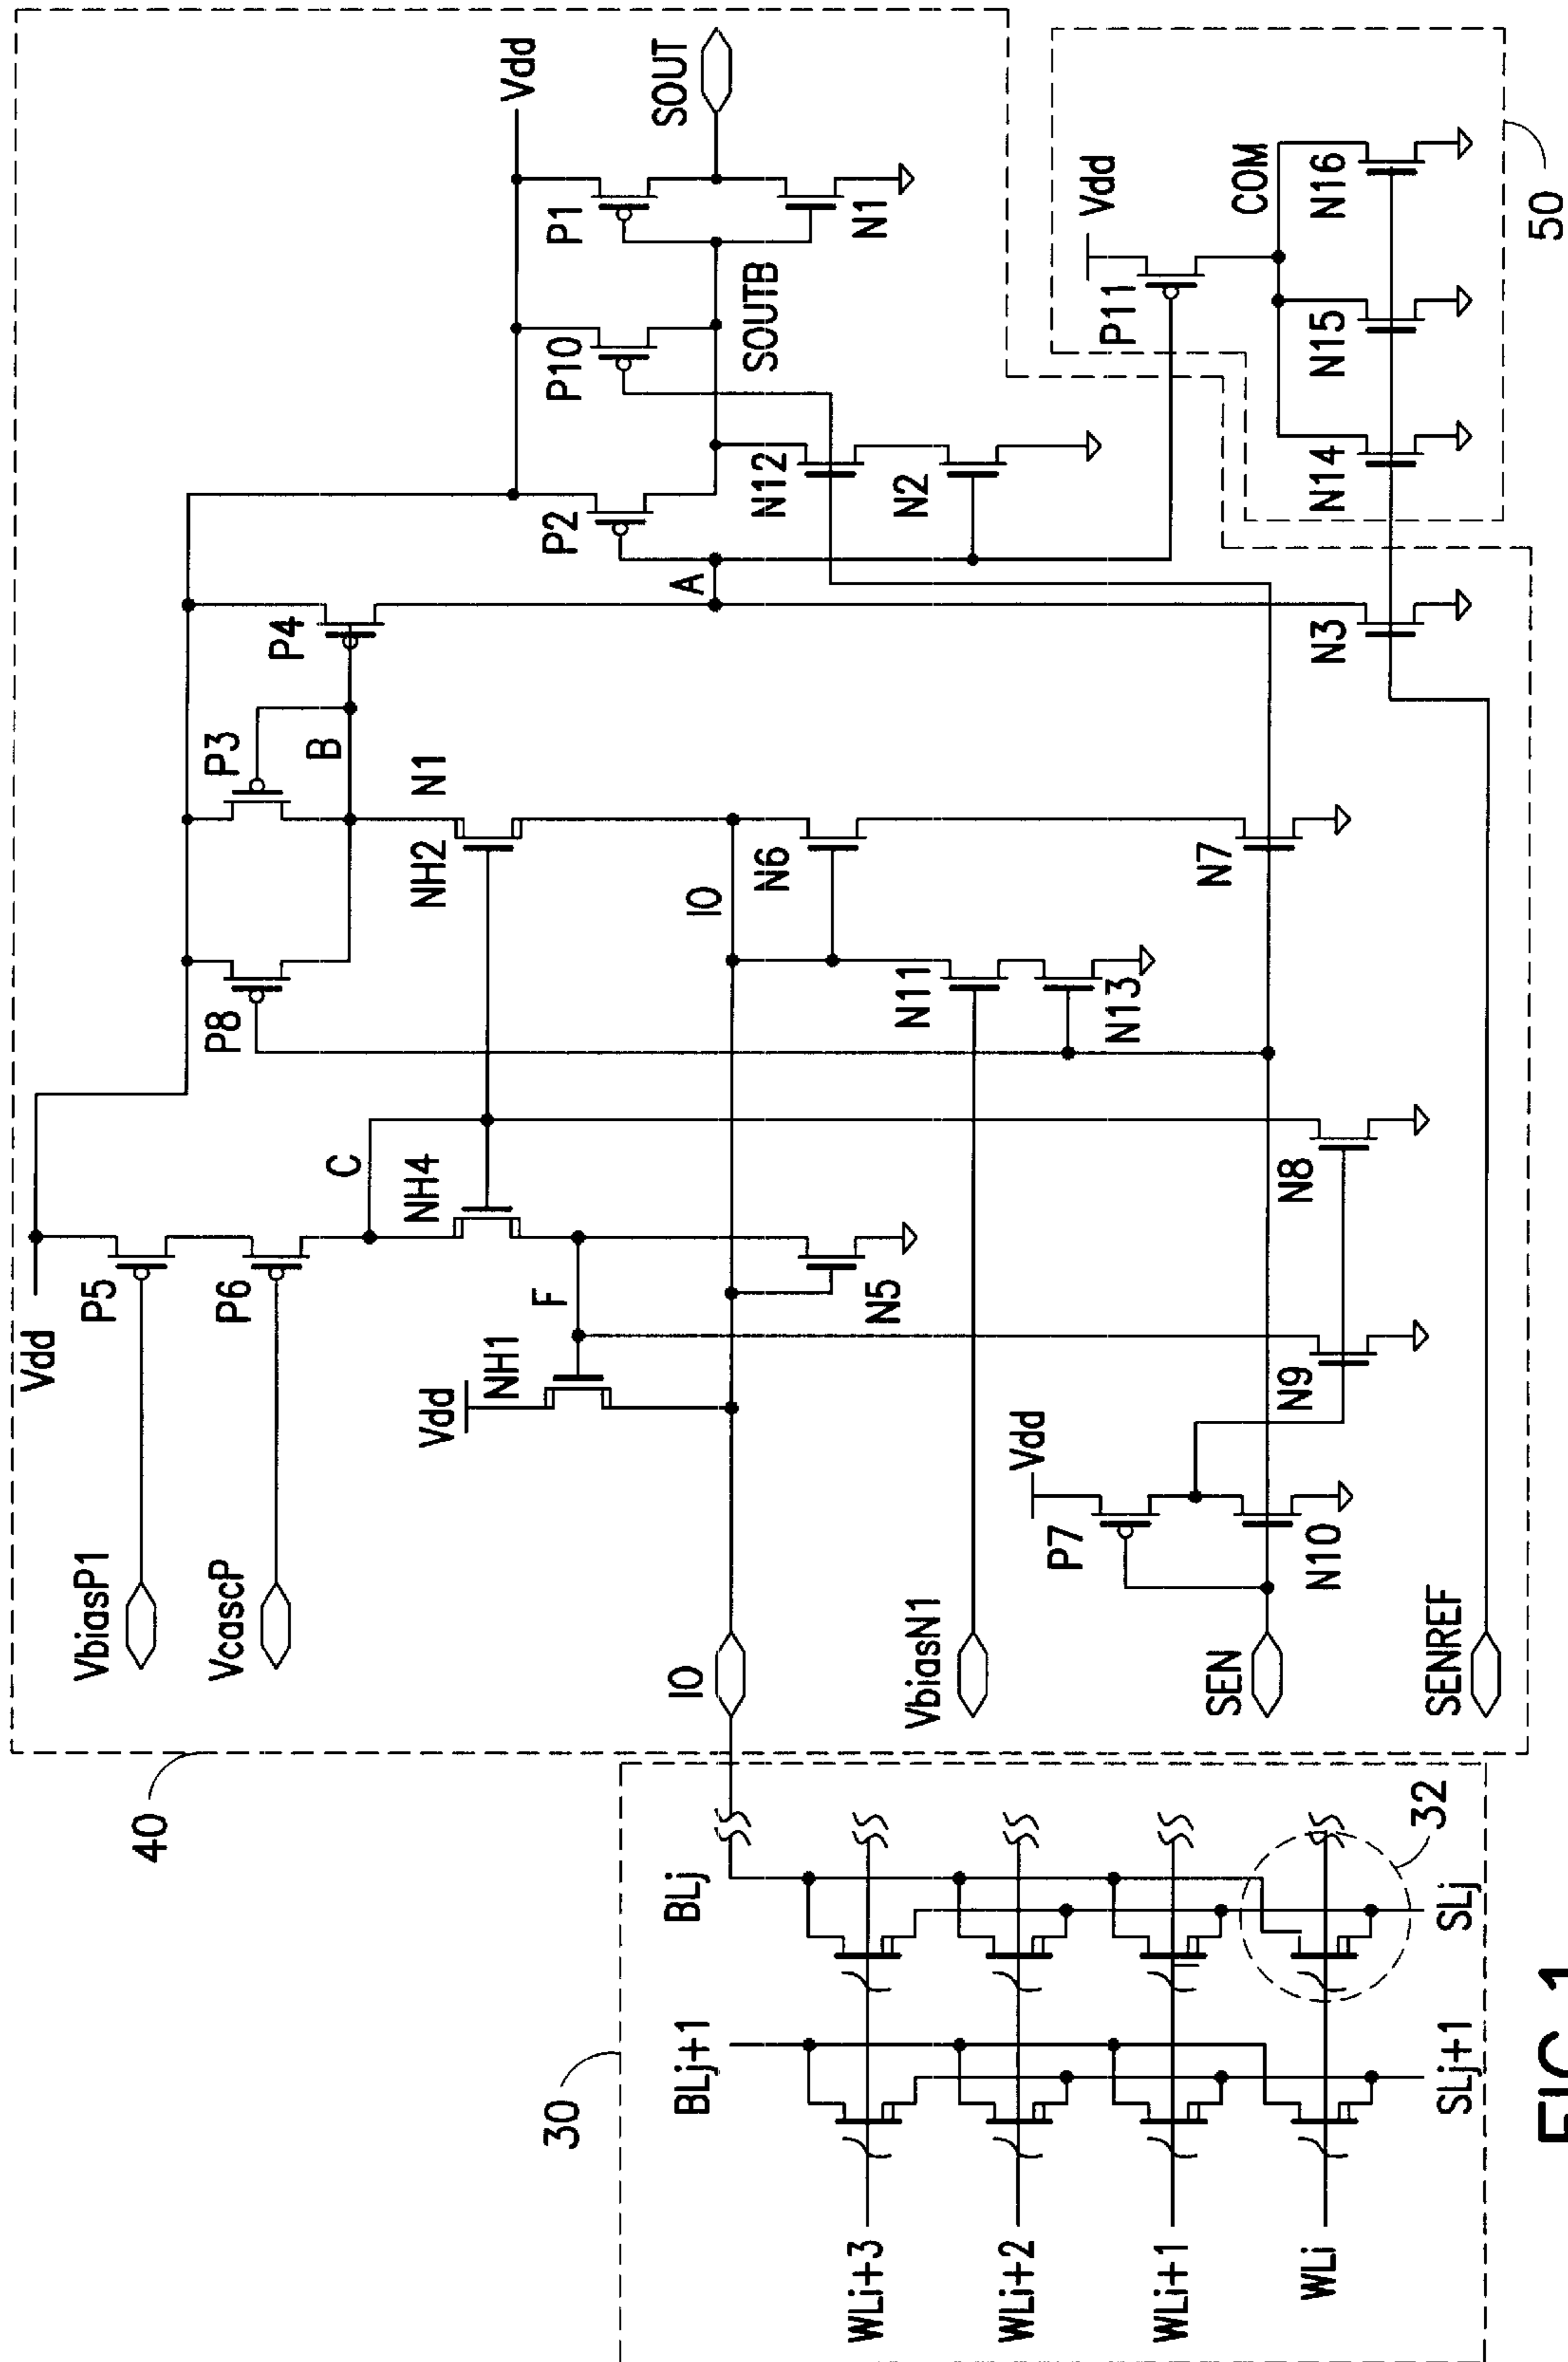 40
30
BLj+1
BLj
WLi+3
WLi+2
WLi+1
WLi
SLj+1
SLj
32
VbiasP1
VcascP
IO
VbiasN1
SEN
SENREF
Vdd
P5
P6
C
NH4
Vdd
NH1
F
N5
Vdd
P7
N10
N9
N8
P8
P3
B
P4
NH2
N1
IO
N6
N11
N13
N7
N3
A
P2
P10
P1
Vdd
SOUT
SOUTB
N1
N12
N2
Vdd
P11
COM
N14
N15
N16
50
FIG.1